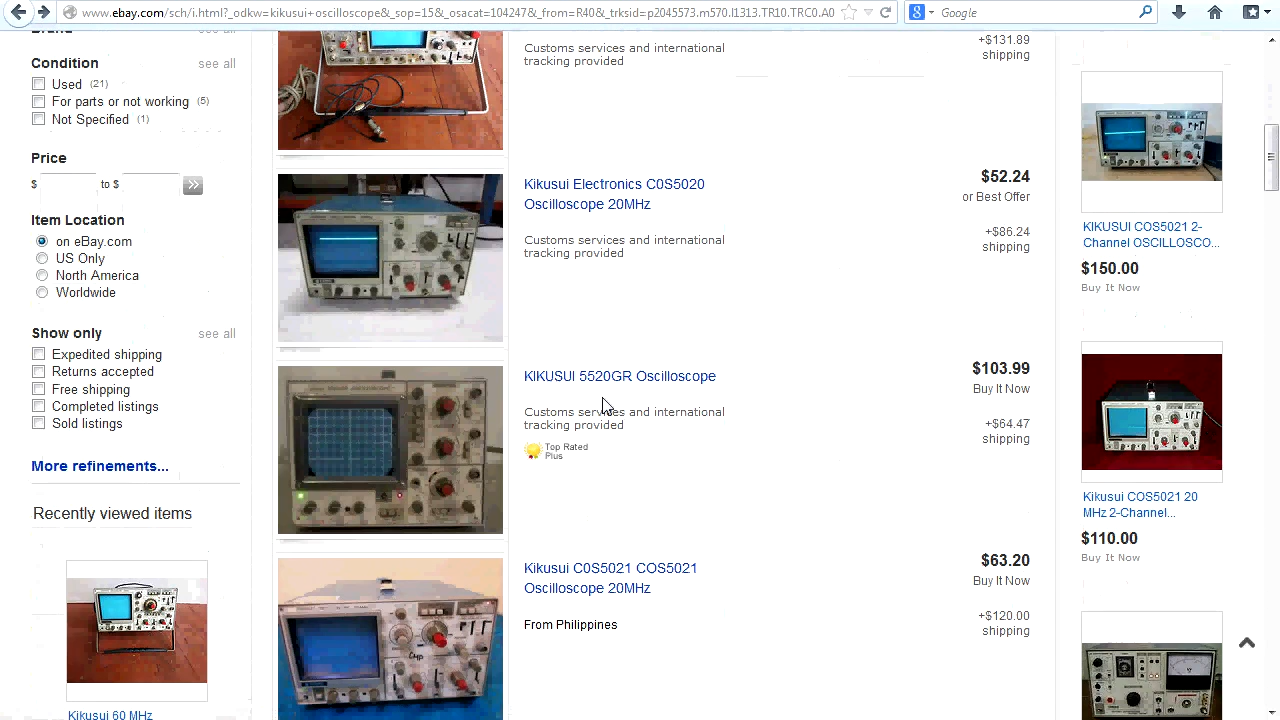 www.ebay.com/sch/i.html?_odkw=kikusui+oscilloscope&_sop=15&_osacat=104247&_from=R40&_trksid=p2045573.m570.l1313.TR10.TRC0.A0
Google
see all
Condition see all
Used (21)
For parts or not working (5)
Not Specified (1)
Price
$ to $
Item Location
on eBay.com
US Only
North America
Worldwide
Show only see all
Expedited shipping
Returns accepted
Free shipping
Completed listings
Sold listings
More refinements...
Recently viewed items
Kikusui 60 MHz
Customs services and international
tracking provided
+$131.89
shipping
Kikusui Electronics C0S5020
Oscilloscope 20MHz
Customs services and international
tracking provided
$52.24
or Best Offer
+$86.24
shipping
KIKUSUI 5520GR Oscilloscope
Customs services and international
tracking provided
Top Rated
Plus
$103.99
Buy It Now
+$64.47
shipping
Kikusui C0S5021 COS5021
Oscilloscope 20MHz
From Philippines
$63.20
Buy It Now
+$120.00
shipping
KIKUSUI COS5021 2-
Channel OSCILLOSCO...
$150.00
Buy It Now
Kikusui COS5021 20
MHz 2-Channel...
$110.00
Buy It Now